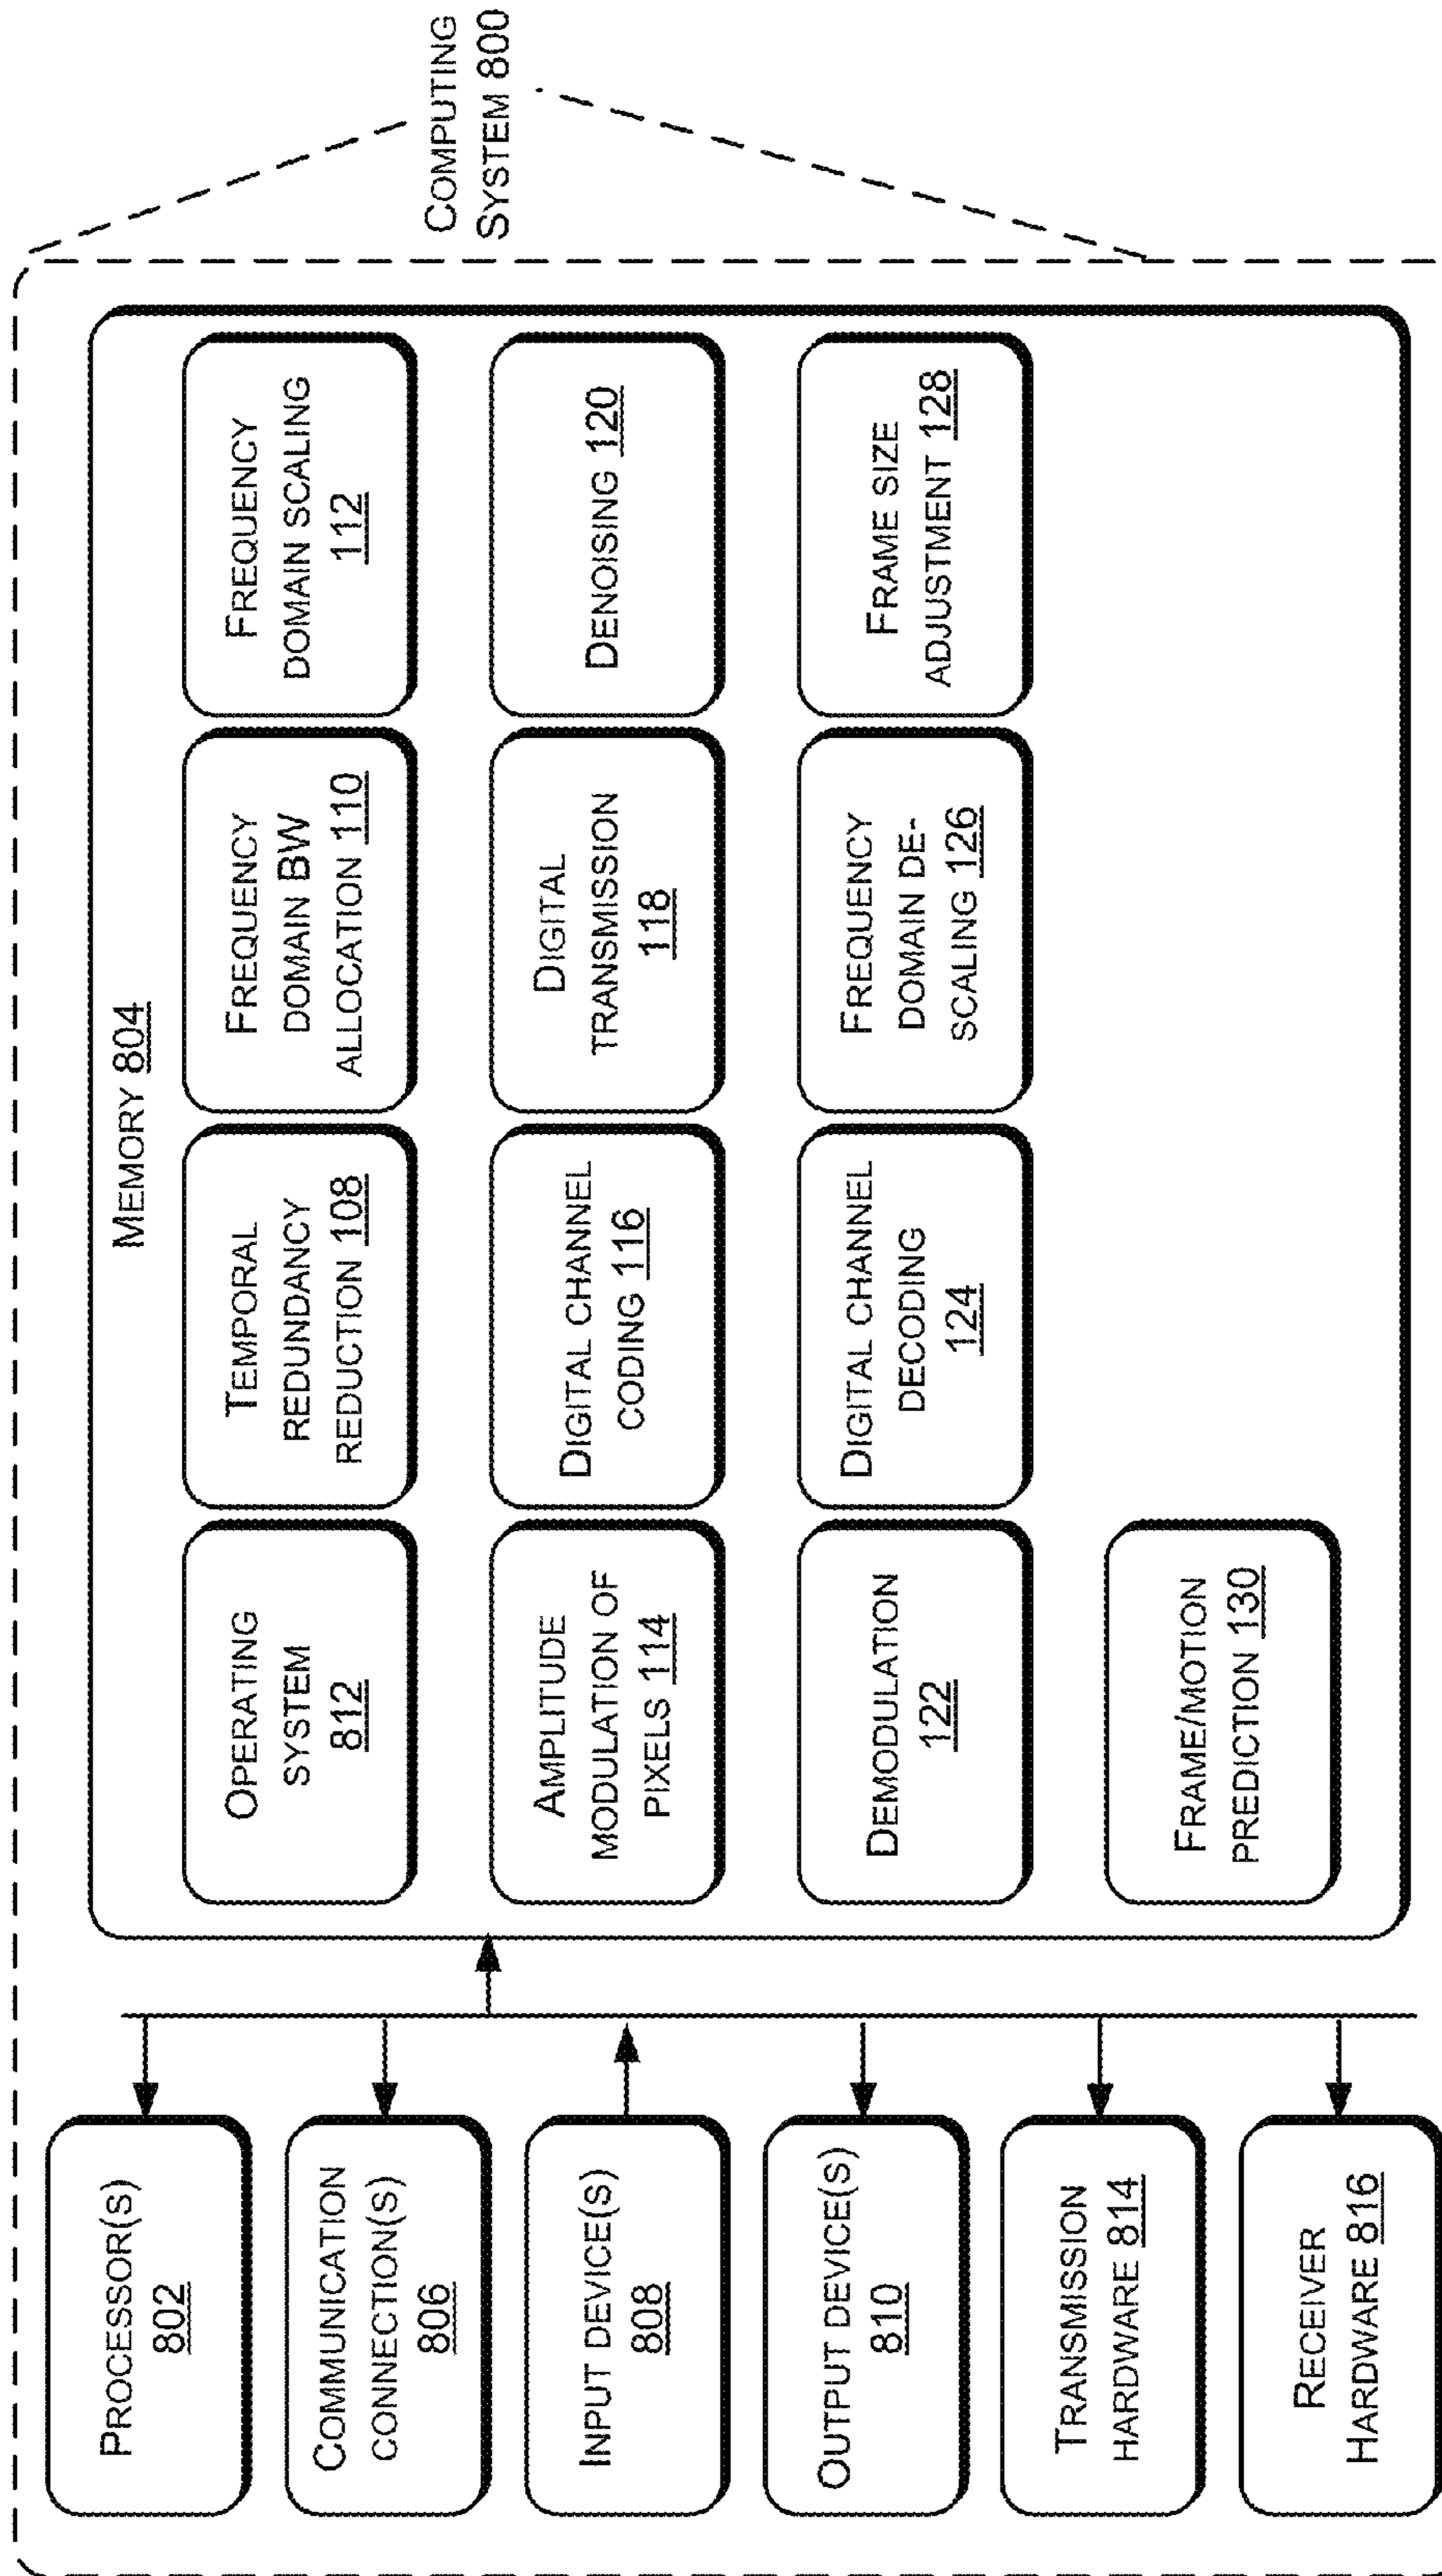 COMPUTING
SYSTEM 800
PROCESSOR(S)
802
COMMUNICATION
CONNECTION(S)
806
INPUT DEVICE(S)
808
OUTPUT DEVICE(S)
810
TRANSMISSION
HARDWARE 814
RECEIVER
HARDWARE 816
MEMORY 804
OPERATING
SYSTEM
812
TEMPORAL
REDUNDANCY
REDUCTION 108
FREQUENCY
DOMAIN BW
ALLOCATION 110
FREQUENCY
DOMAIN SCALING
112
AMPLITUDE
MODULATION OF
PIXELS 114
DIGITAL CHANNEL
CODING 116
DIGITAL
TRANSMISSION
118
DENOISING 120
DEMODULATION
122
DIGITAL CHANNEL
DECODING
124
FREQUENCY
DOMAIN DE-
SCALING 126
FRAME SIZE
ADJUSTMENT 128
FRAME/MOTION
PREDICTION 130